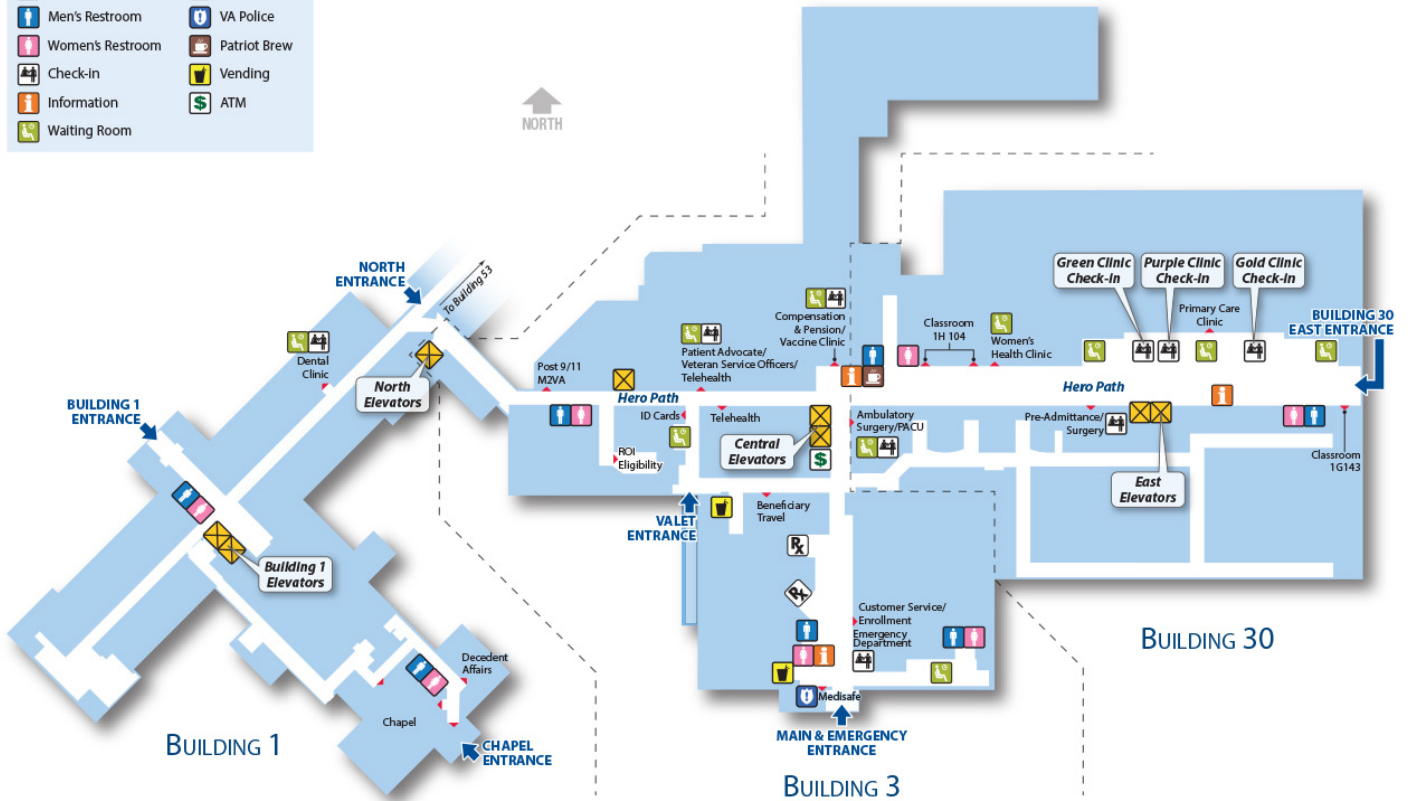 Men's Restroom
VA Police
Women's Restroom
Patriot Brew
Check-in
Vending
Information
ATM
Waiting Room
NORTH
NORTH
ENTRANCE
To Building 53
Dental
Clinic
North
Elevators
BUILDING 1
ENTRANCE
Building 1
Elevators
Decedent
Affairs
Chapel
CHAPEL
ENTRANCE
BUILDING 1
Post 9/11
M2VA
Hero Path
Patient Advocate/
Veteran Service Officers/
Telehealth
ID Cards
Telehealth
ROI
Eligibility
Central
Elevators
Compensation
& Pension/
Vaccine Clinic
Ambulatory
Surgery/PACU
VALET
ENTRANCE
Beneficiary
Travel
Rx
Rx
Customer Service/
Enrollment
Emergency
Department
Medisafe
MAIN & EMERGENCY
ENTRANCE
BUILDING 3
Classroom
1H 104
Women's
Health Clinic
Green Clinic
Check-in
Purple Clinic
Check-in
Gold Clinic
Check-in
Primary Care
Clinic
BUILDING 30
EAST ENTRANCE
Hero Path
Pre-Admittance/
Surgery
East
Elevators
Classroom
1G143
BUILDING 30